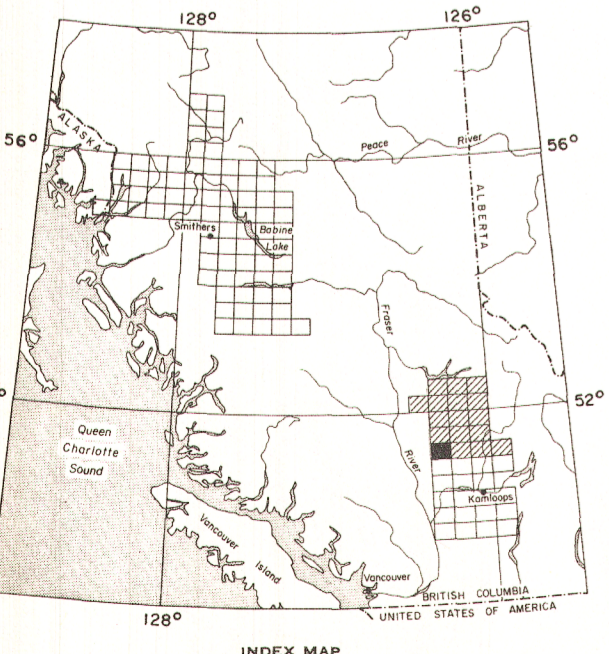 128°
126°
ALASKA
56°
Peace River
56°
ALBERTA
Smithers
Babine
Lake
Fraser
52°
Queen
Charlotte
Sound
River
Kamloops
Vancouver Island
Vancouver
BRITISH COLUMBIA
UNITED STATES OF AMERICA
128°
INDEX MAP